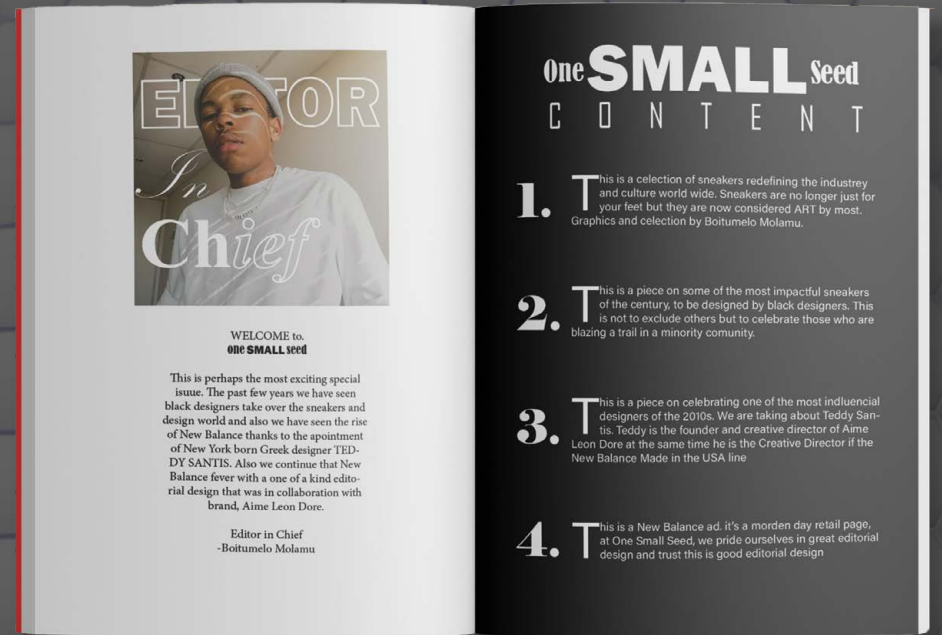 EDITOR
In
Chief
WELCOME to.
one SMALL seed
This is perhaps the most exciting special
isuue. The past few years we have seen
black designers take over the sneakers and
design world and also we have seen the rise
of New Balance thanks to the apointment
of New York born Greek designer TED-
DY SANTIS. Also we continue that New
Balance fever with a one of a kind edito-
rial design that was in collaboration with
brand, Aime Leon Dore.
Editor in Chief
-Boitumelo Molamu
One SMALL Seed
CONTENT
1.
This is a celection of sneakers redefining the industrey
and culture world wide. Sneakers are no longer just for
your feet but they are now considered ART by most.
Graphics and celection by Boitumelo Molamu.
2.
This is a piece on some of the most impactful sneakers
of the century, to be designed by black designers. This
is not to exclude others but to celebrate those who are
blazing a trail in a minority comunity.
3.
This is a piece on celebrating one of the most indluencial
designers of the 2010s. We are taking about Teddy San-
tis. Teddy is the founder and creative director of Aime
Leon Dore at the same time he is the Creative Director if the
New Balance Made in the USA line
4.
This is a New Balance ad. it's a morden day retail page,
at One Small Seed, we pride ourselves in great editorial
design and trust this is good editorial design